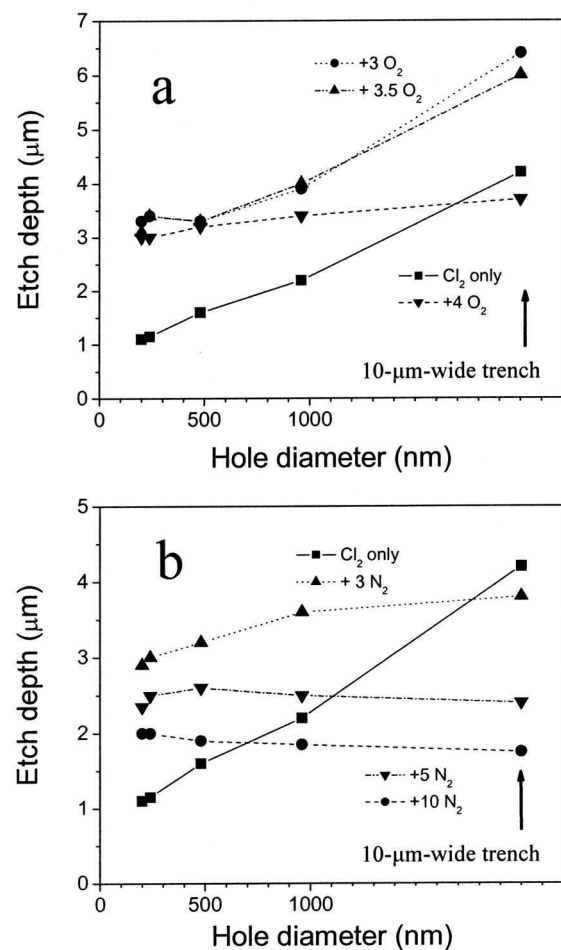 7
6
5
4
3
2
1
0
Etch depth (μm)
a
+3 O₂
+ 3.5 O₂
Cl₂ only
+4 O₂
10-μm-wide trench
0
500
1000
Hole diameter (nm)
5
4
3
2
1
0
Etch depth (μm)
b
Cl₂ only
+ 3 N₂
+5 N₂
+10 N₂
10-μm-wide trench
0
500
1000
Hole diameter (nm)